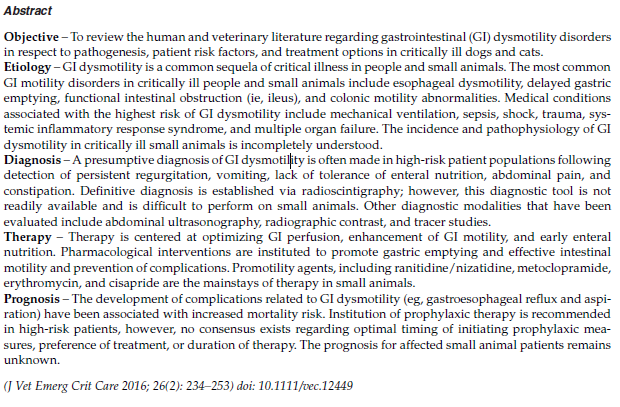 Abstract
Objective – To review the human and veterinary literature regarding gastrointestinal (GI) dysmotility disorders
in respect to pathogenesis, patient risk factors, and treatment options in critically ill dogs and cats.
Etiology – GI dysmotility is a common sequela of critical illness in people and small animals. The most common
GI motility disorders in critically ill people and small animals include esophageal dysmotility, delayed gastric
emptying, functional intestinal obstruction (ie, ileus), and colonic motility abnormalities. Medical conditions
associated with the highest risk of GI dysmotility include mechanical ventilation, sepsis, shock, trauma, sys-
temic inflammatory response syndrome, and multiple organ failure. The incidence and pathophysiology of GI
dysmotility in critically ill small animals is incompletely understood.
Diagnosis – A presumptive diagnosis of GI dysmotility is often made in high-risk patient populations following
detection of persistent regurgitation, vomiting, lack of tolerance of enteral nutrition, abdominal pain, and
constipation. Definitive diagnosis is established via radioscintigraphy; however, this diagnostic tool is not
readily available and is difficult to perform on small animals. Other diagnostic modalities that have been
evaluated include abdominal ultrasonography, radiographic contrast, and tracer studies.
Therapy – Therapy is centered at optimizing GI perfusion, enhancement of GI motility, and early enteral
nutrition. Pharmacological interventions are instituted to promote gastric emptying and effective intestinal
motility and prevention of complications. Promotility agents, including ranitidine/nizatidine, metoclopramide,
erythromycin, and cisapride are the mainstays of therapy in small animals.
Prognosis – The development of complications related to GI dysmotility (eg, gastroesophageal reflux and aspi-
ration) have been associated with increased mortality risk. Institution of prophylaxic therapy is recommended
in high-risk patients, however, no consensus exists regarding optimal timing of initiating prophylaxic mea-
sures, preference of treatment, or duration of therapy. The prognosis for affected small animal patients remains
unknown.
(J Vet Emerg Crit Care 2016; 26(2): 234–253) doi: 10.1111/vec.12449